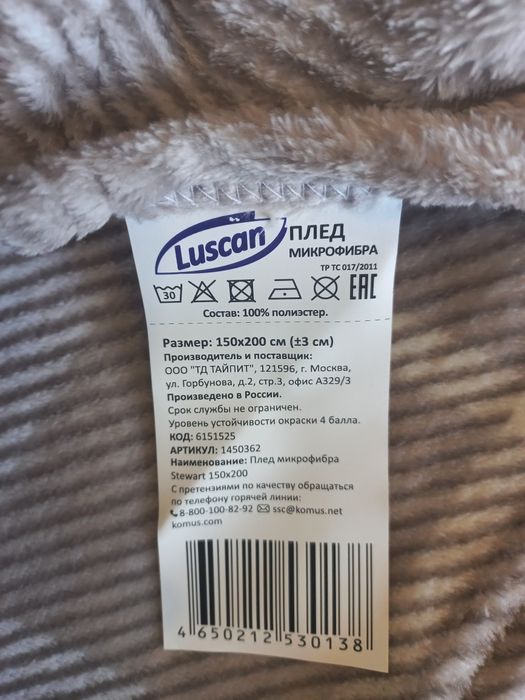 Luscan
ПЛЕД
МИКРОФИБРА
ТР ТС 017/2011
30
EAC
Состав: 100% полиэстер.
Размер: 150х200 см (±3 см)
Производитель и поставщик:
ООО "ТД ТАЙПИТ", 121596, г. Москва,
ул. Горбунова, д.2, стр.3, офис А329/3
Произведено в России.
Срок службы не ограничен.
Уровень устойчивости окраски 4 балла.
КОД: 6151525
АРТИКУЛ: 1450362
Наименование: Плед микрофибра
Stewart 150х200
С претензиями по качеству обращаться
по телефону горячей линии:
8-800-100-82-92 ssc@komus.net
komus.com
4 650212 530138